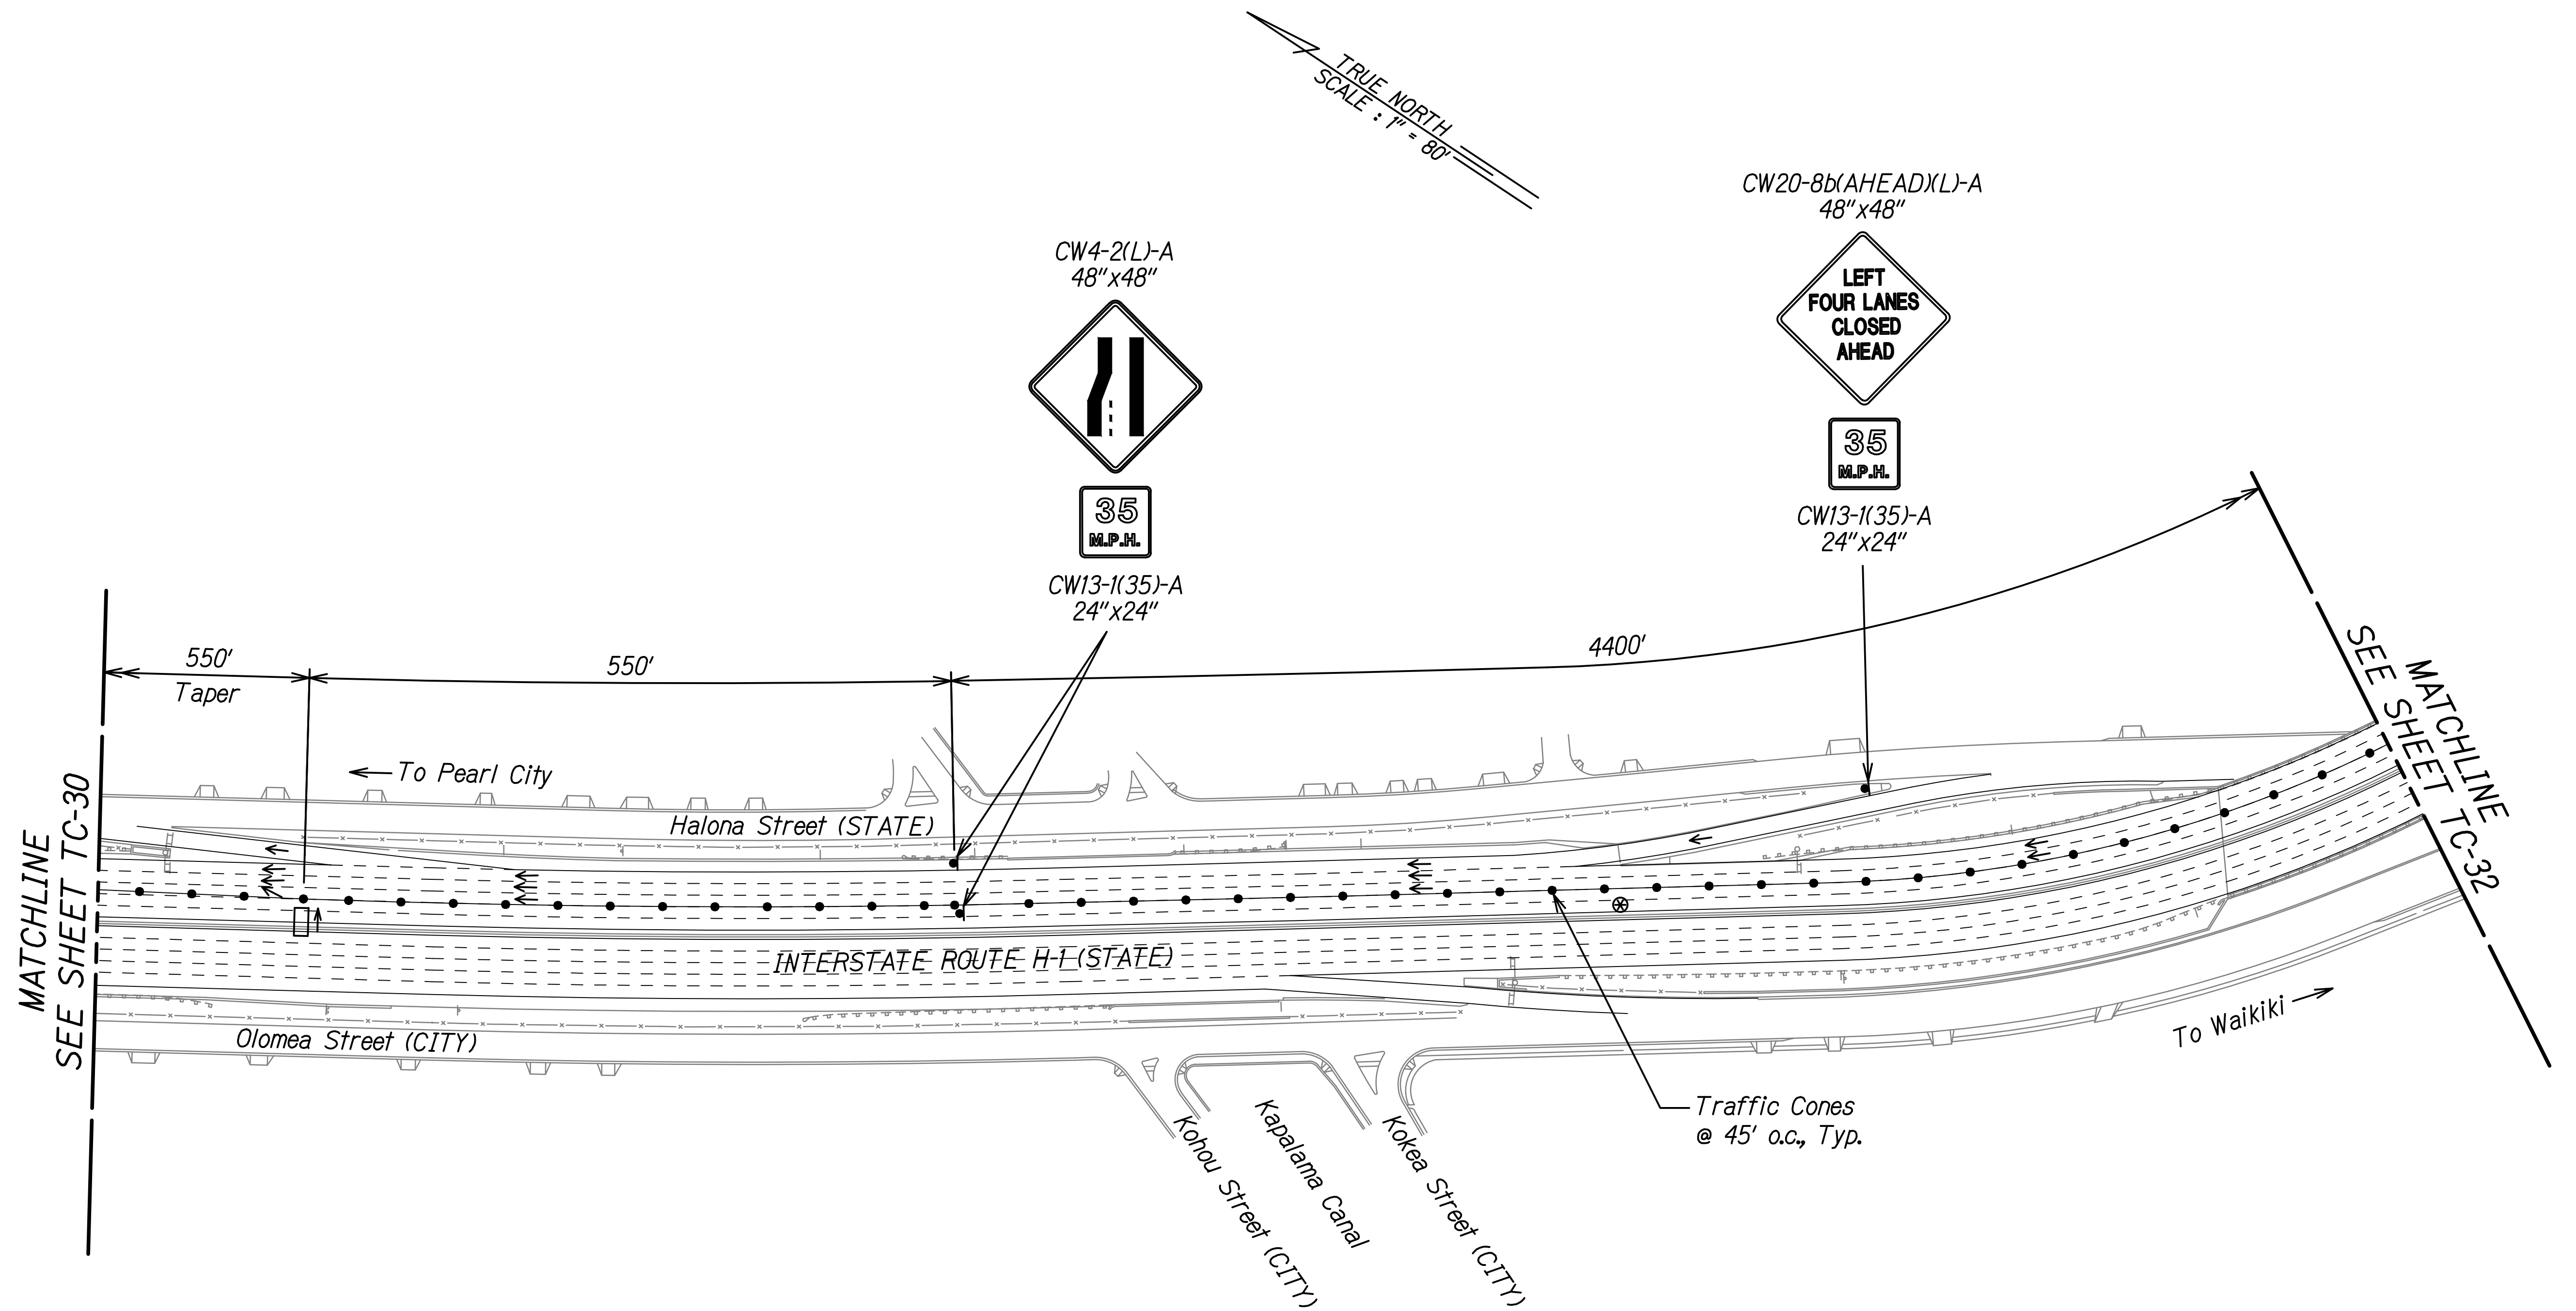 TRUE NORTH
SCALE : 1" = 80'
CW20-8b(AHEAD)(L)-A
48"x48"
LEFT
FOUR LANES
CLOSED
AHEAD
35
M.P.H.
CW13-1(35)-A
24"x24"
CW4-2(L)-A
48"x48"
35
M.P.H.
CW13-1(35)-A
24"x24"
550'
Taper
550'
4400'
MATCHLINE
SEE SHEET TC-30
MATCHLINE
SEE SHEET TC-32
To Pearl City
Halona Street (STATE)
INTERSTATE ROUTE H-1 (STATE)
Olomea Street (CITY)
To Waikiki
Traffic Cones
@ 45' o.c., Typ.
Kohou Street (CITY)
Kapalama Canal
Kokea Street (CITY)